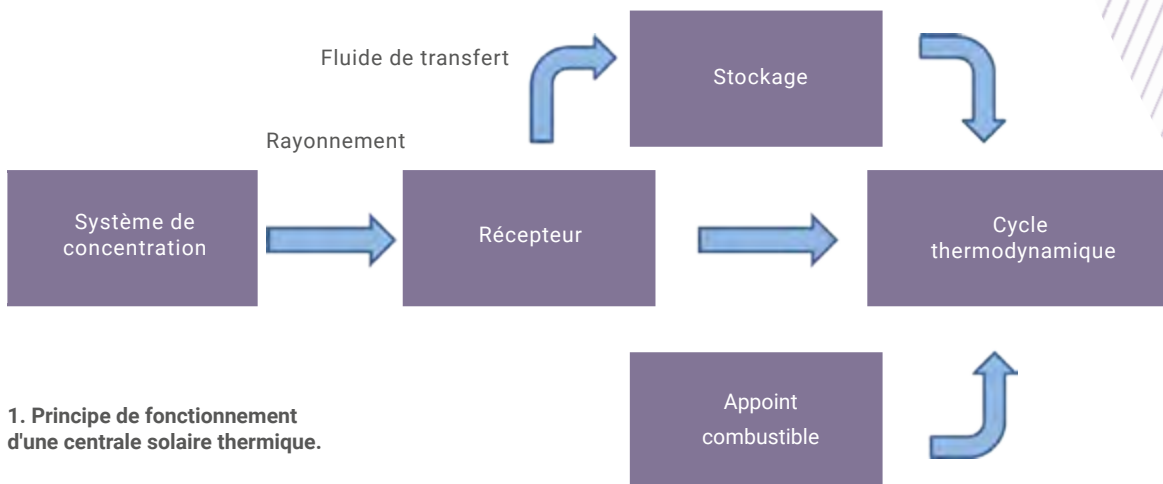 Fluide de transfert
Stockage
Rayonnement
Système de
concentration
Récepteur
Cycle
thermodynamique
Appoint
combustible
1. Principe de fonctionnement
d'une centrale solaire thermique.